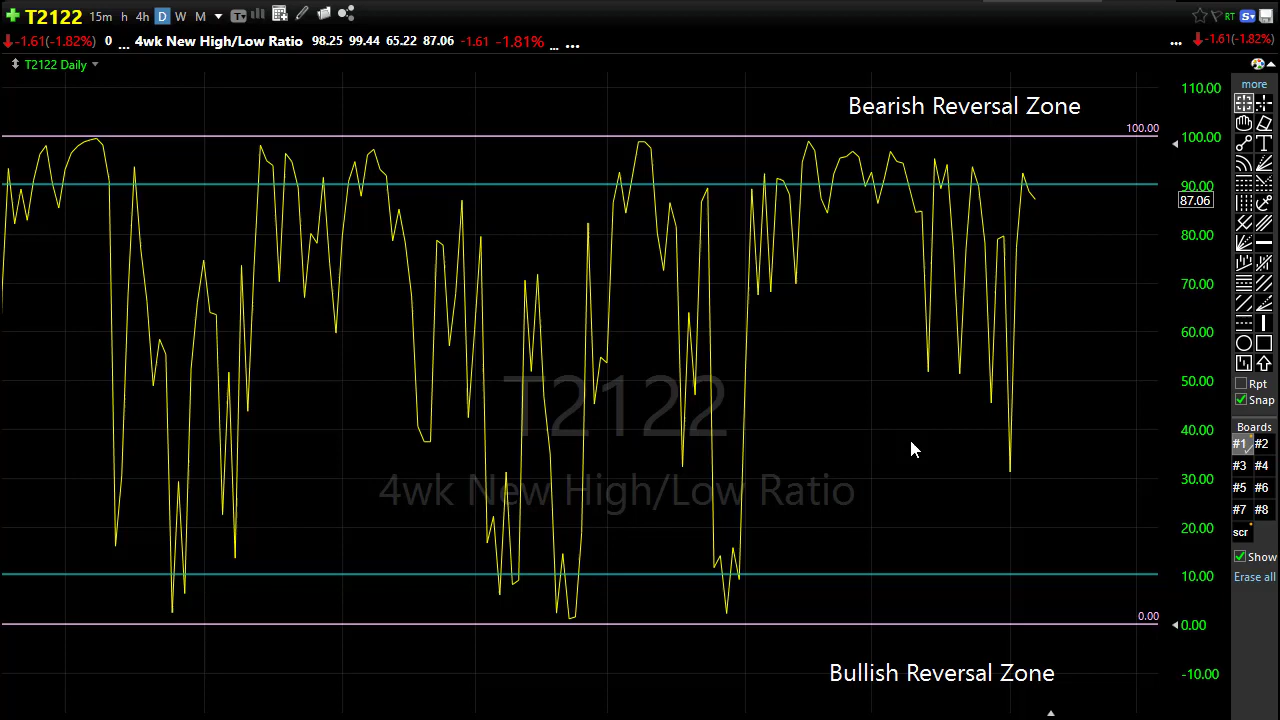 T2122 15m h 4h D W M RT S
-1.61(-1.82%) 0 ... 4wk New High/Low Ratio 98.25 99.44 65.22 87.06 -1.61 -1.81% ... ... ... -1.61(-1.82%)
T2122 Daily
more
110.00
Bearish Reversal Zone
100.00
100.00
90.00
87.06
80.00
70.00
60.00
50.00
Rpt
Snap
T2122
Boards
40.00
#1 #2
#3 #4
4wk New High/Low Ratio
30.00
#5 #6
#7 #8
20.00
scr
Show
10.00
Erase all
0.00
0.00
Bullish Reversal Zone
-10.00